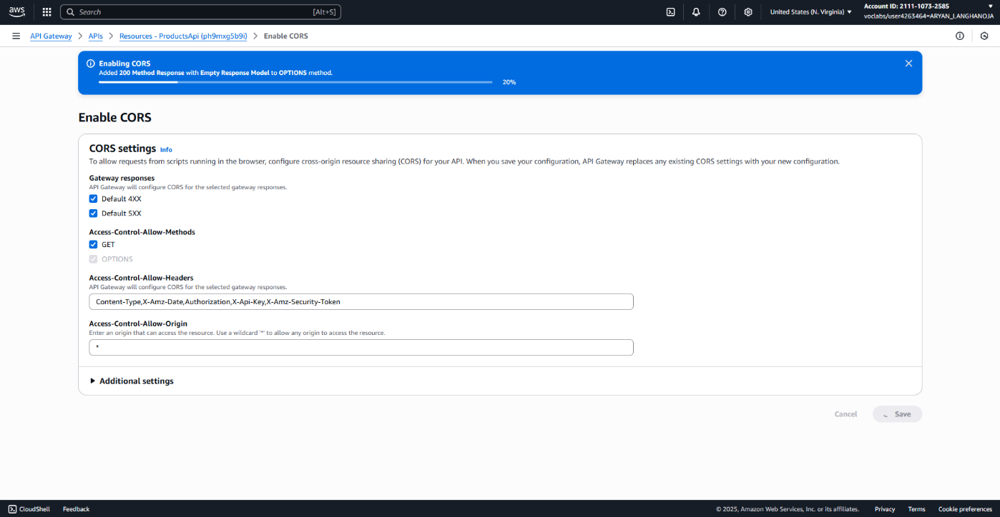 aws
Search
[Alt+S]
United States (N. Virginia)
Account ID: 2111-1073-2585
voclabs/user4263464=ARYAN_LANGHANOJA
API Gateway
APIs
Resources - ProductsApi (ph9mxg5b9i)
Enable CORS
Enabling CORS
Added 200 Method Response with Empty Response Model to OPTIONS method.
20%
Enable CORS
CORS settings Info
To allow requests from scripts running in the browser, configure cross-origin resource sharing (CORS) for your API. When you save your configuration, API Gateway replaces any existing CORS settings with your new configuration.
Gateway responses
API Gateway will configure CORS for the selected gateway responses.
Default 4XX
Default 5XX
Access-Control-Allow-Methods
GET
OPTIONS
Access-Control-Allow-Headers
API Gateway will configure CORS for the selected gateway responses.
Content-Type,X-Amz-Date,Authorization,X-Api-Key,X-Amz-Security-Token
Access-Control-Allow-Origin
Enter an origin that can access the resource. Use a wildcard '*' to allow any origin to access the resource.
*
Additional settings
Cancel
Save
CloudShell
Feedback
© 2025, Amazon Web Services, Inc. or its affiliates.
Privacy
Terms
Cookie preferences